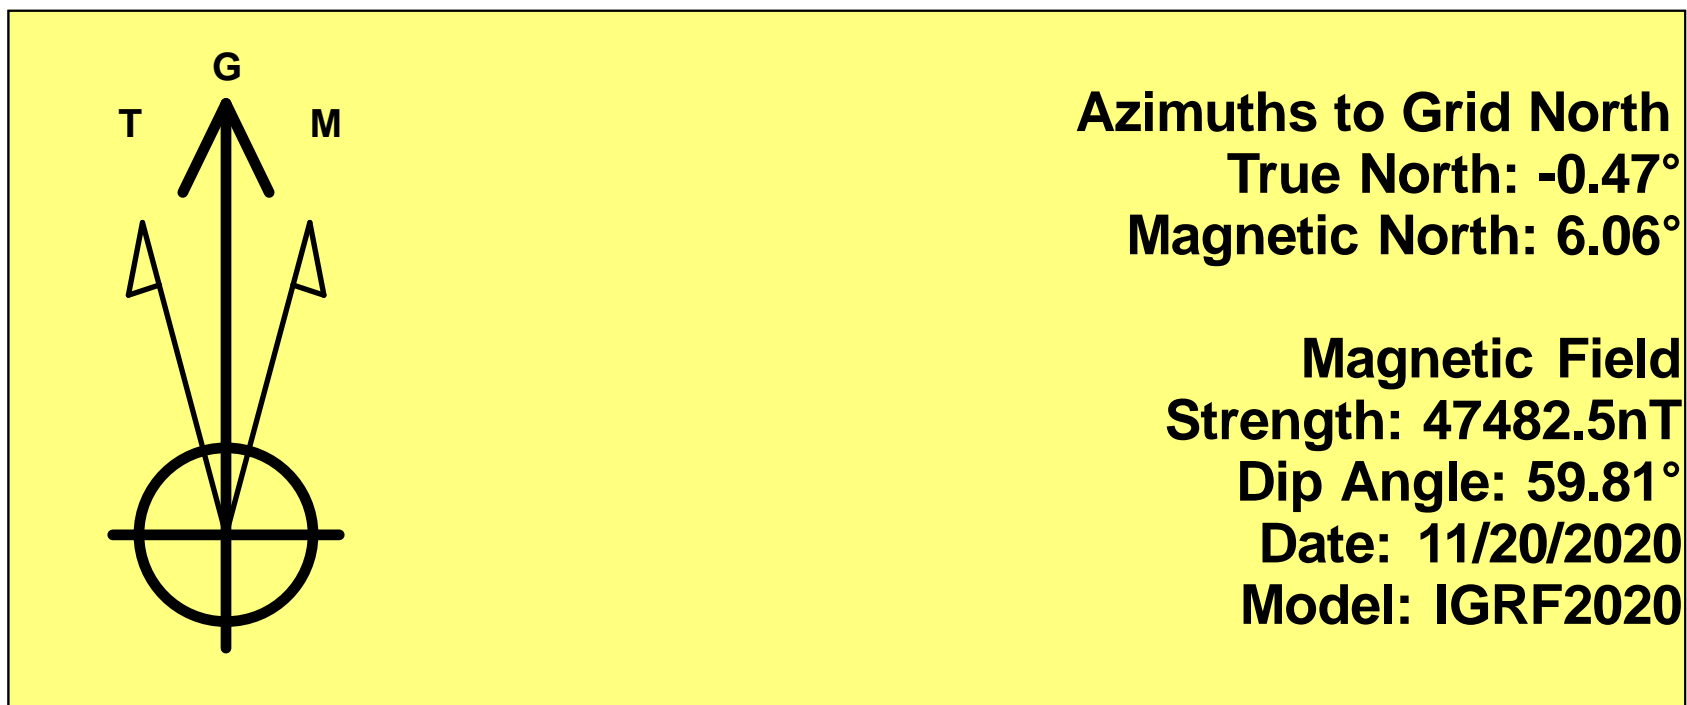 G
T M
Azimuths to Grid North
True North: -0.47°
Magnetic North: 6.06°
Magnetic Field
Strength: 47482.5nT
Dip Angle: 59.81°
Date: 11/20/2020
Model: IGRF2020